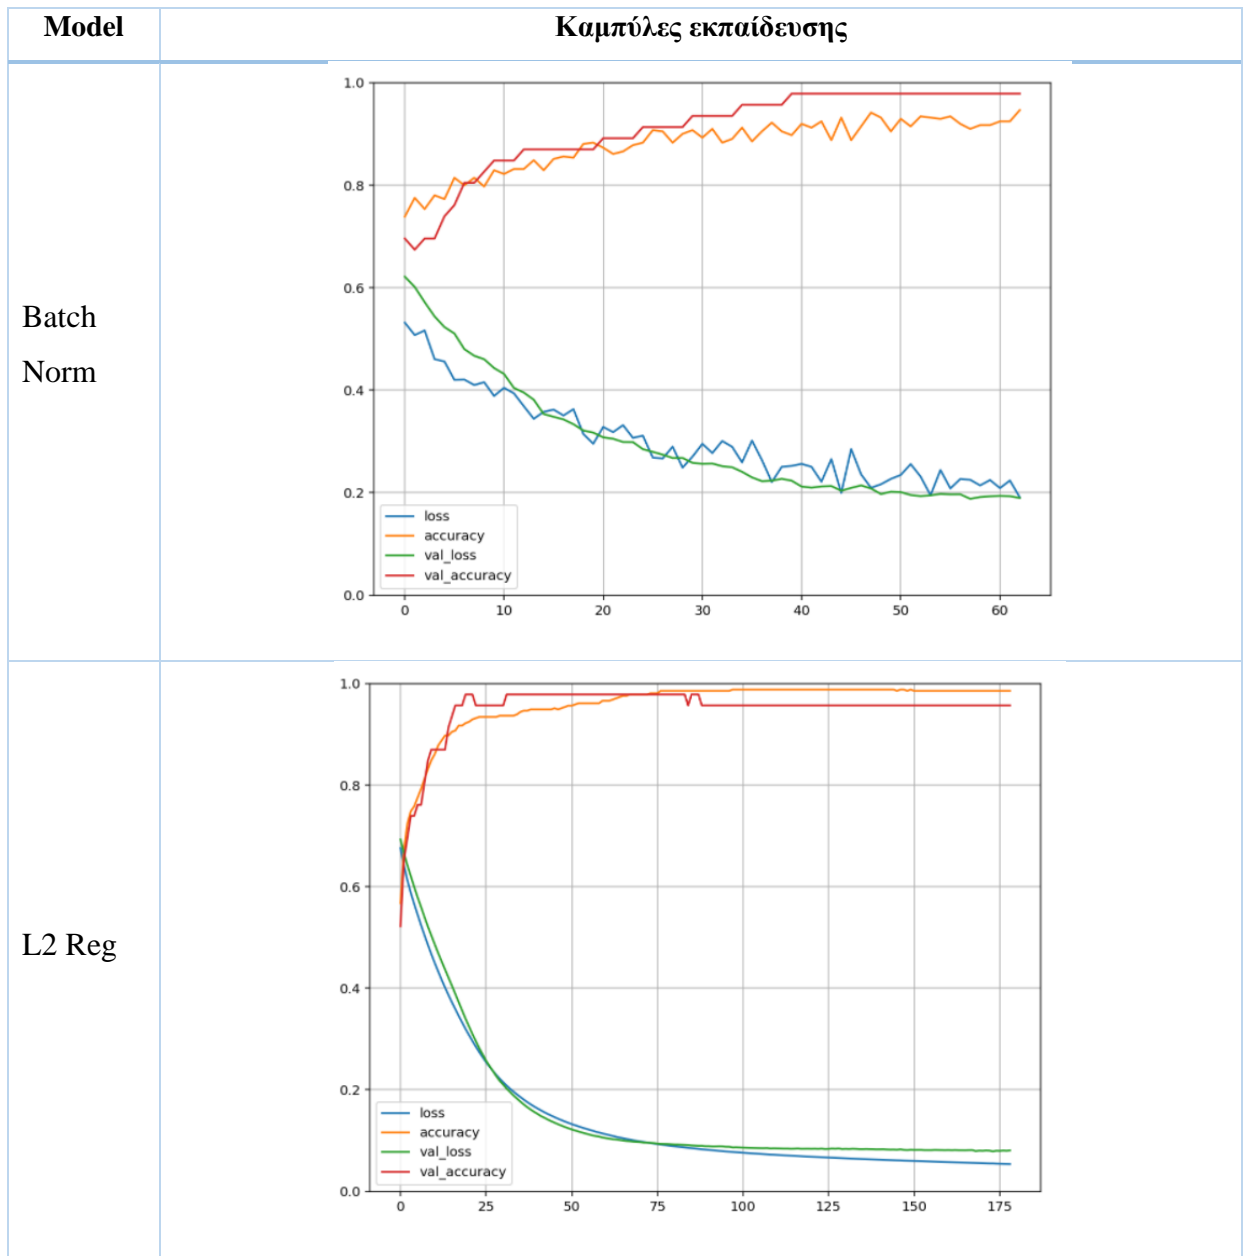 Model Καμπύλες εκπαίδευσης
Batch
Norm
1.0
0.8
0.6
0.4
0.2
0.0
loss
accuracy
val_loss
val_accuracy
0 10 20 30 40 50 60
L2 Reg
1.0
0.8
0.6
0.4
0.2
0.0
loss
accuracy
val_loss
val_accuracy
0 25 50 75 100 125 150 175